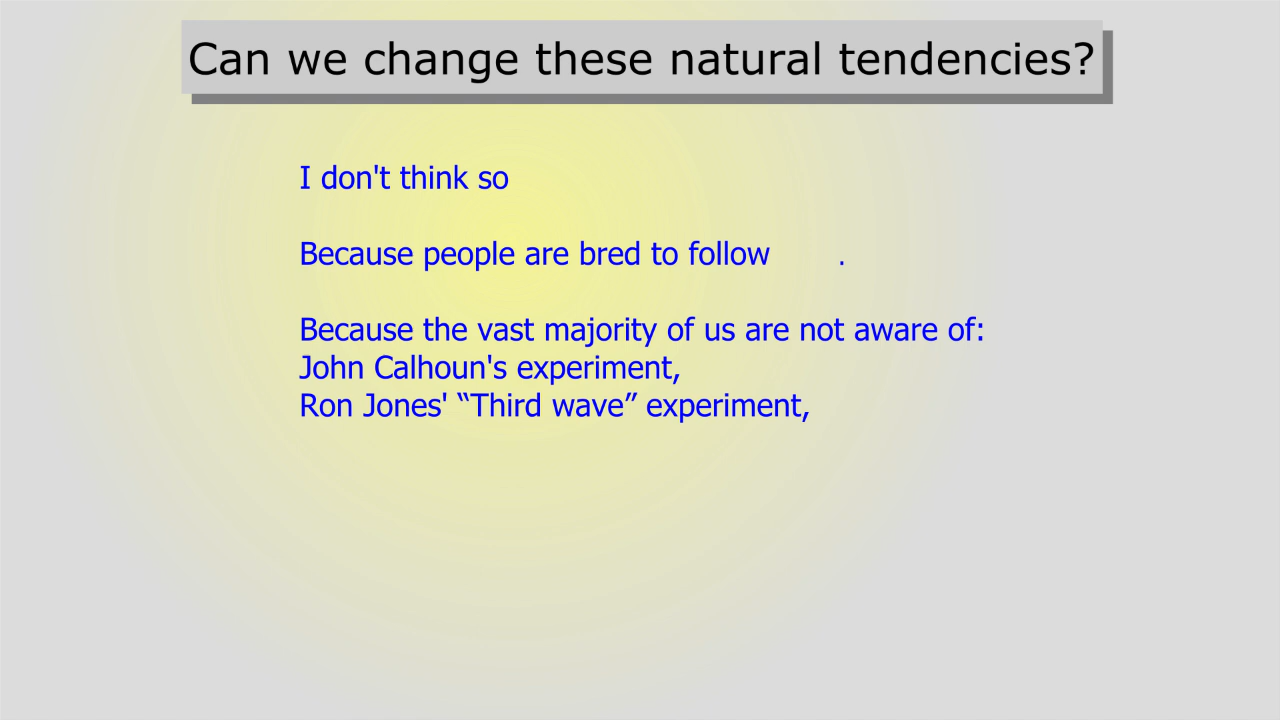 Can we change these natural tendencies?
I don't think so
Because people are bred to follow .
Because the vast majority of us are not aware of:
John Calhoun's experiment,
Ron Jones' “Third wave” experiment,